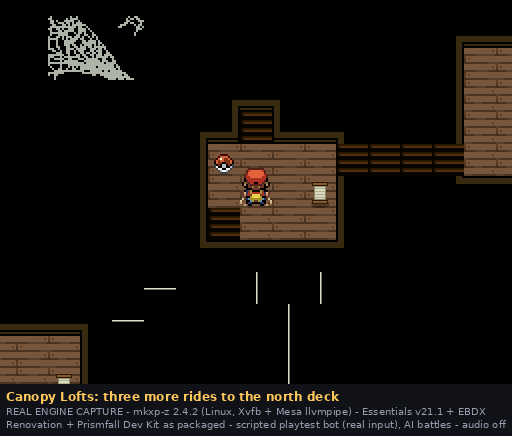 Canopy Lofts: three more rides to the north deck
REAL ENGINE CAPTURE - mkxp-z 2.4.2 (Linux, Xvfb + Mesa llvmpipe) - Essentials v21.1 + EBDX
Renovation + Prismfall Dev Kit as packaged - scripted playtest bot (real input), AI battles - audio off